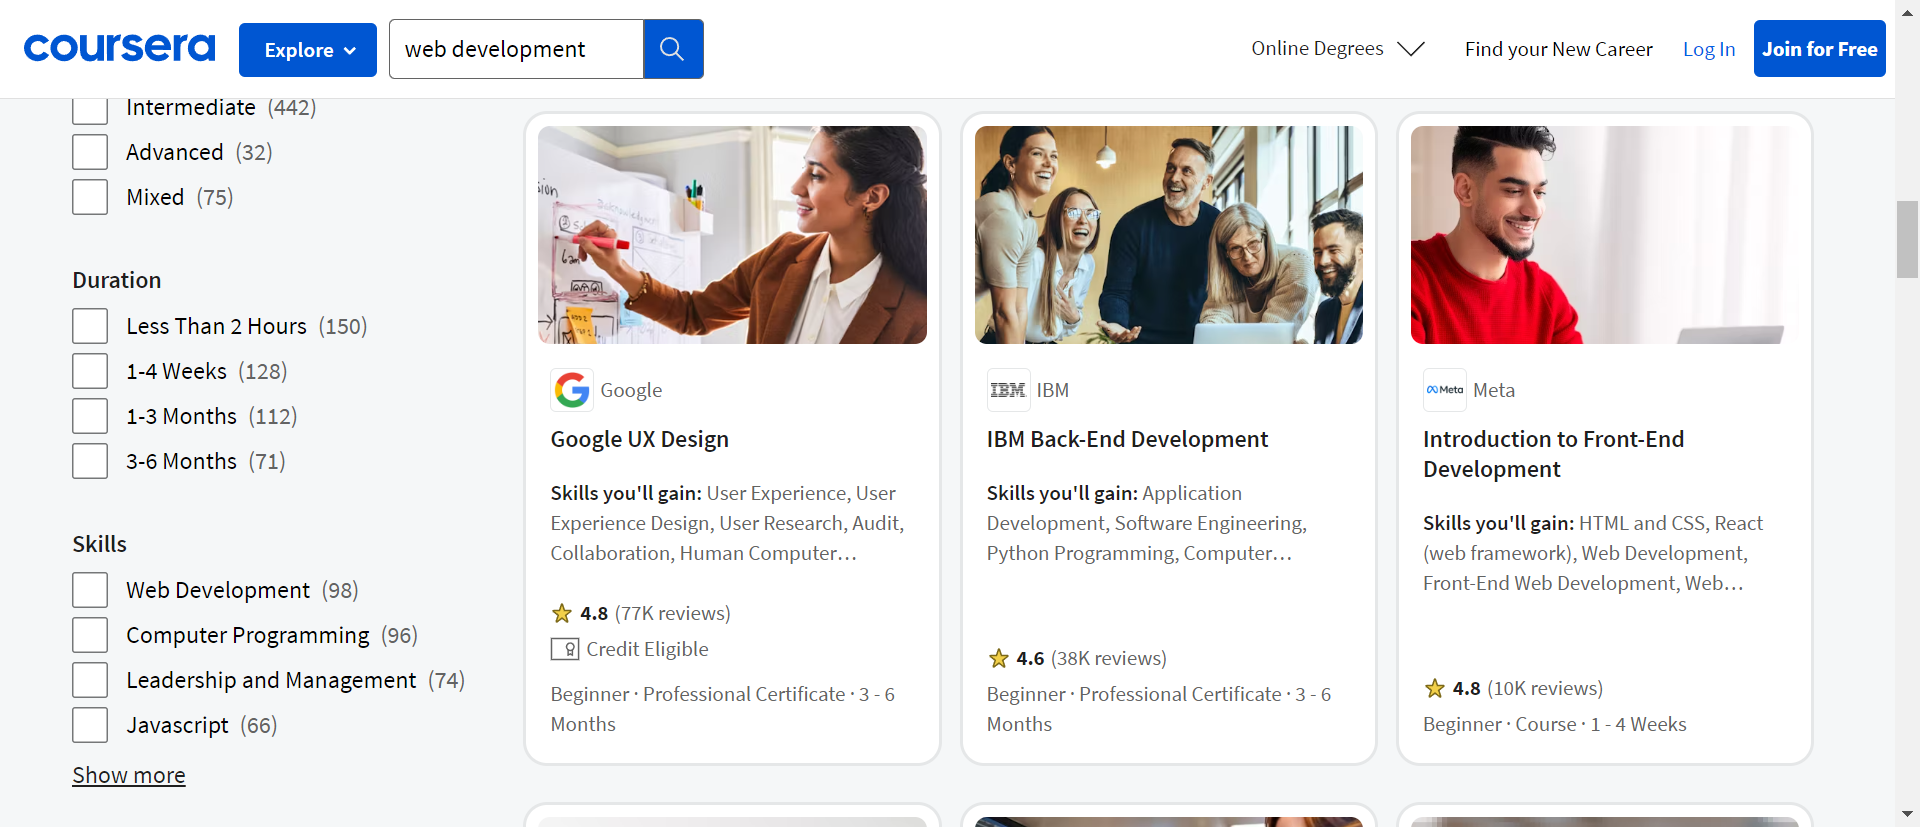 coursera
Explore
web development
Online Degrees
Find your New Career
Log In
Join for Free
Intermediate (442)
Advanced (32)
Mixed (75)
Duration
Less Than 2 Hours (150)
1-4 Weeks (128)
1-3 Months (112)
3-6 Months (71)
Skills
Web Development (98)
Computer Programming (96)
Leadership and Management (74)
Javascript (66)
Show more
Google
Google UX Design
Skills you'll gain: User Experience, User
Experience Design, User Research, Audit,
Collaboration, Human Computer…
4.8 (77K reviews)
Credit Eligible
Beginner · Professional Certificate · 3 - 6
Months
IBM IBM
IBM Back-End Development
Skills you'll gain: Application
Development, Software Engineering,
Python Programming, Computer…
4.6 (38K reviews)
Beginner · Professional Certificate · 3 - 6
Months
Meta Meta
Introduction to Front-End
Development
Skills you'll gain: HTML and CSS, React
(web framework), Web Development,
Front-End Web Development, Web…
4.8 (10K reviews)
Beginner · Course · 1 - 4 Weeks